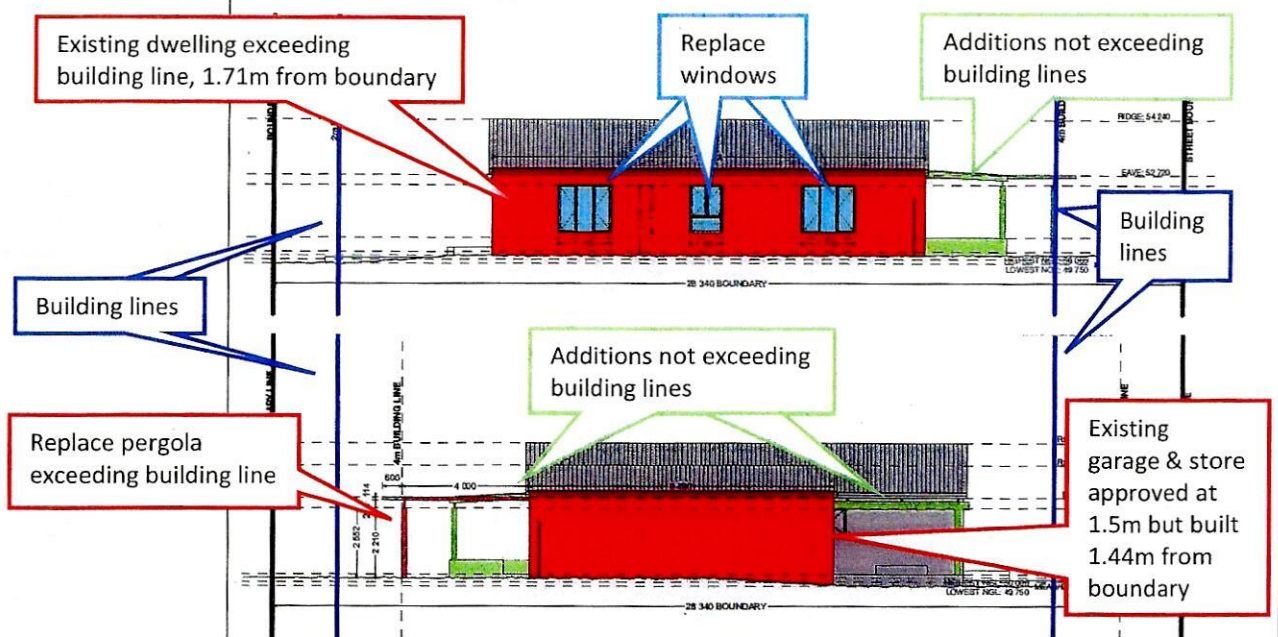 Existing dwelling exceeding
building line, 1.71m from boundary
Replace
windows
Additions not exceeding
building lines
RIDGE: 54 240
STREET BOU
EAVE: 52 720
Building
lines
LOWEST NGL: 49 750
28 340 BOUNDARY
Building lines
Additions not exceeding
building lines
4m BUILDING LINE
Replace pergola
exceeding building line
600
4 000
114
2 552
2 210
Existing
garage & store
approved at
1.5m but built
1.44m from
boundary
LOWEST NGL: 49 750
28 340 BOUNDARY